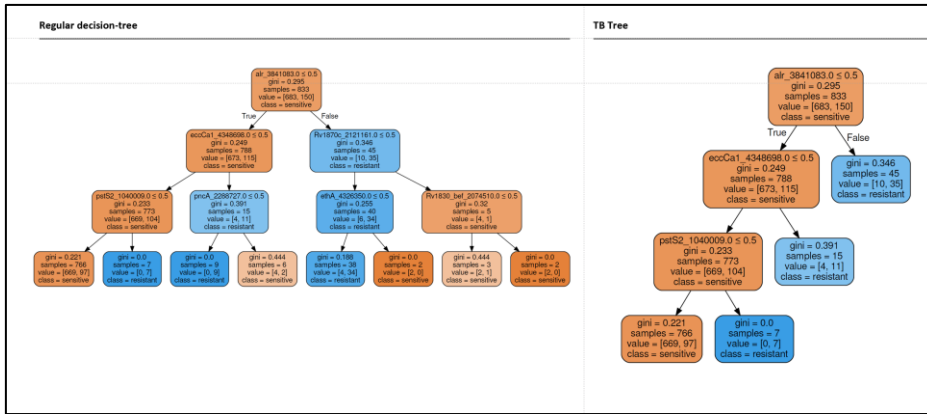 Regular decision-tree
alr_3841083.0 ≤ 0.5
gini = 0.295
samples = 833
value = [683, 150]
class = sensitive
True
False
eccCa1_4348698.0 ≤ 0.5
gini = 0.249
samples = 788
value = [673, 115]
class = sensitive
Rv1870c_2121161.0 ≤ 0.5
gini = 0.346
samples = 45
value = [10, 35]
class = resistant
pstS2_1040009.0 ≤ 0.5
gini = 0.233
samples = 773
value = [669, 104]
class = sensitive
pncA_2288727.0 ≤ 0.5
gini = 0.391
samples = 15
value = [4, 11]
class = resistant
ethA_4326350.0 ≤ 0.5
gini = 0.255
samples = 40
value = [6, 34]
class = resistant
Rv1830_bel_2074510.0 ≤ 0.5
gini = 0.32
samples = 5
value = [4, 1]
class = sensitive
gini = 0.221
samples = 766
value = [669, 97]
class = sensitive
gini = 0.0
samples = 7
value = [0, 7]
class = resistant
gini = 0.0
samples = 9
value = [0, 9]
class = resistant
gini = 0.444
samples = 6
value = [4, 2]
class = sensitive
gini = 0.188
samples = 38
value = [4, 34]
class = resistant
gini = 0.0
samples = 2
value = [2, 0]
class = sensitive
gini = 0.444
samples = 3
value = [2, 1]
class = sensitive
gini = 0.0
samples = 2
value = [2, 0]
class = sensitive
TB Tree
alr_3841083.0 ≤ 0.5
gini = 0.295
samples = 833
value = [683, 150]
class = sensitive
True
False
eccCa1_4348698.0 ≤ 0.5
gini = 0.249
samples = 788
value = [673, 115]
class = sensitive
gini = 0.346
samples = 45
value = [10, 35]
class = resistant
pstS2_1040009.0 ≤ 0.5
gini = 0.233
samples = 773
value = [669, 104]
class = sensitive
gini = 0.391
samples = 15
value = [4, 11]
class = resistant
gini = 0.221
samples = 766
value = [669, 97]
class = sensitive
gini = 0.0
samples = 7
value = [0, 7]
class = resistant